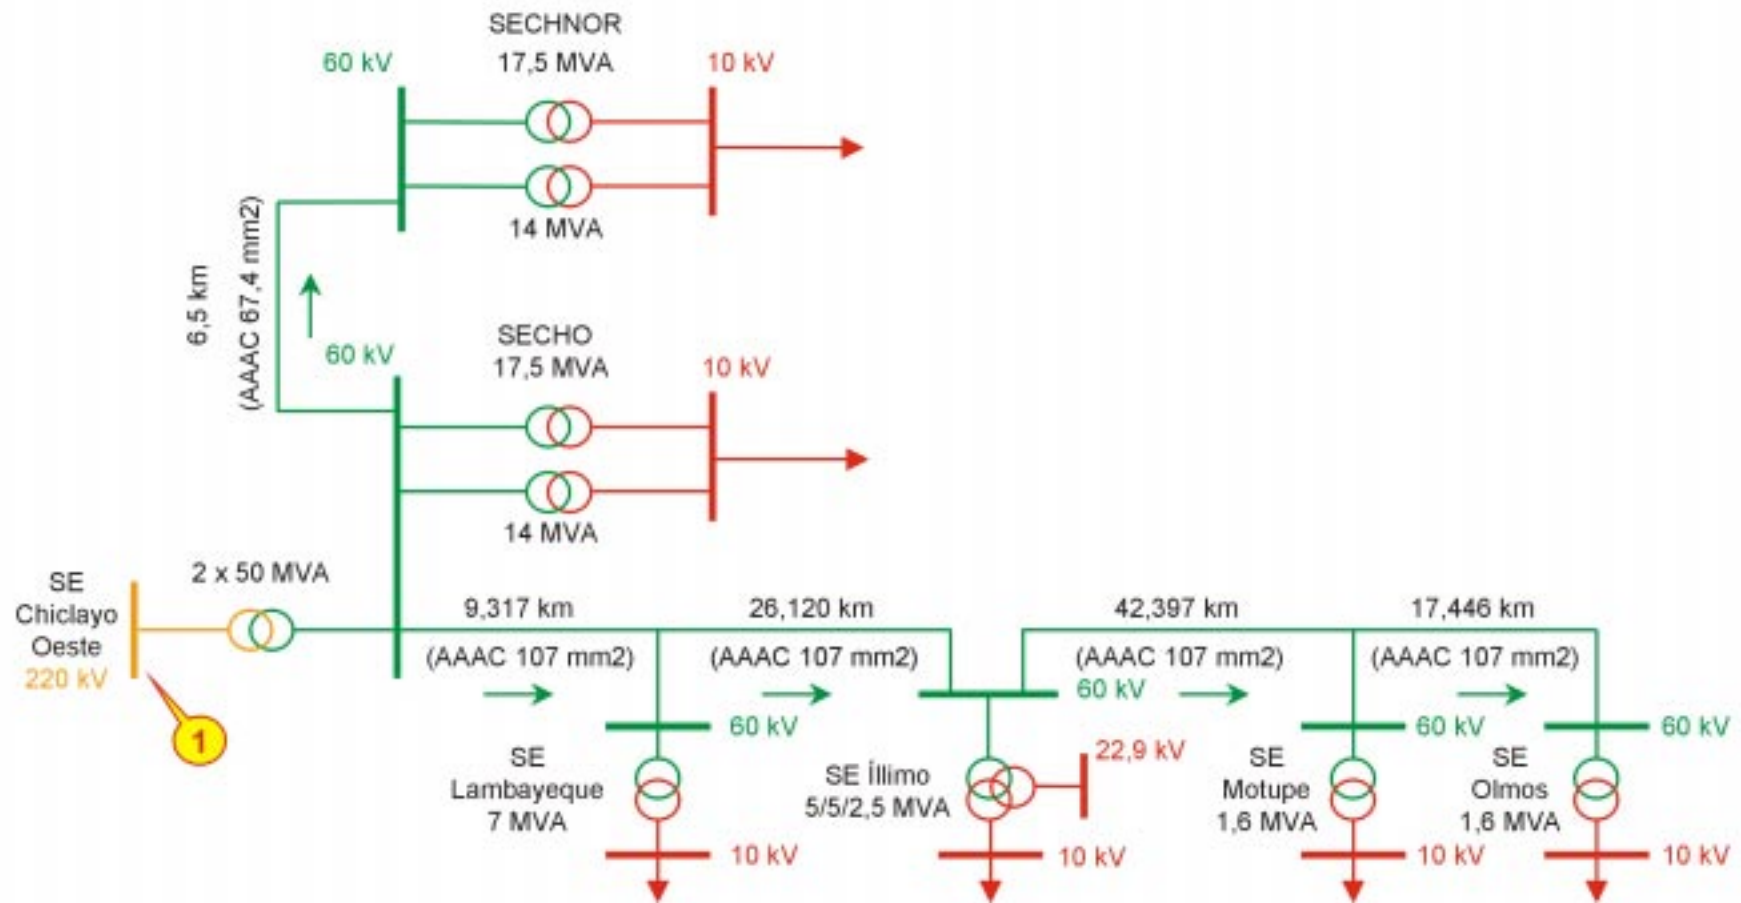 SECHNOR
60 kV
17,5 MVA
10 kV
14 MVA
6,5 km
(AAAC 67,4 mm2)
SECHO
60 kV
17,5 MVA
10 kV
14 MVA
SE
Chiclayo
Oeste
220 kV
2 x 50 MVA
1
9,317 km
(AAAC 107 mm2)
26,120 km
(AAAC 107 mm2)
42,397 km
(AAAC 107 mm2)
17,446 km
(AAAC 107 mm2)
60 kV
SE
Lambayeque
7 MVA
10 kV
60 kV
SE Íllimo
5/5/2,5 MVA
22,9 kV
10 kV
60 kV
SE
Motupe
1,6 MVA
10 kV
60 kV
SE
Olmos
1,6 MVA
10 kV